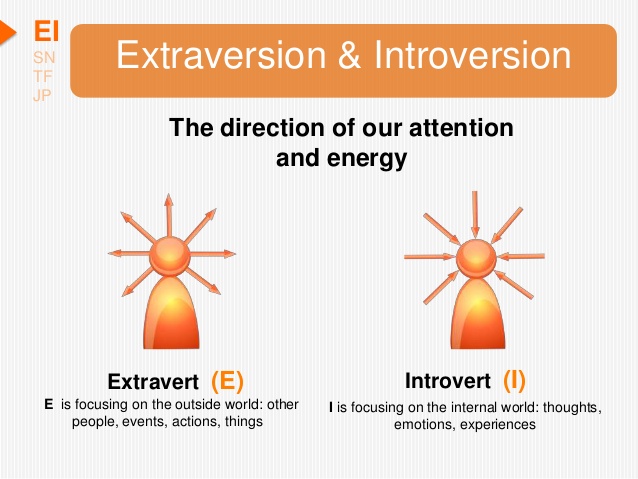 EI
SN
TF
JP
Extraversion & Introversion
The direction of our attention
and energy
Extravert (E)
E is focusing on the outside world: other
people, events, actions, things
Introvert (I)
I is focusing on the internal world: thoughts,
emotions, experiences